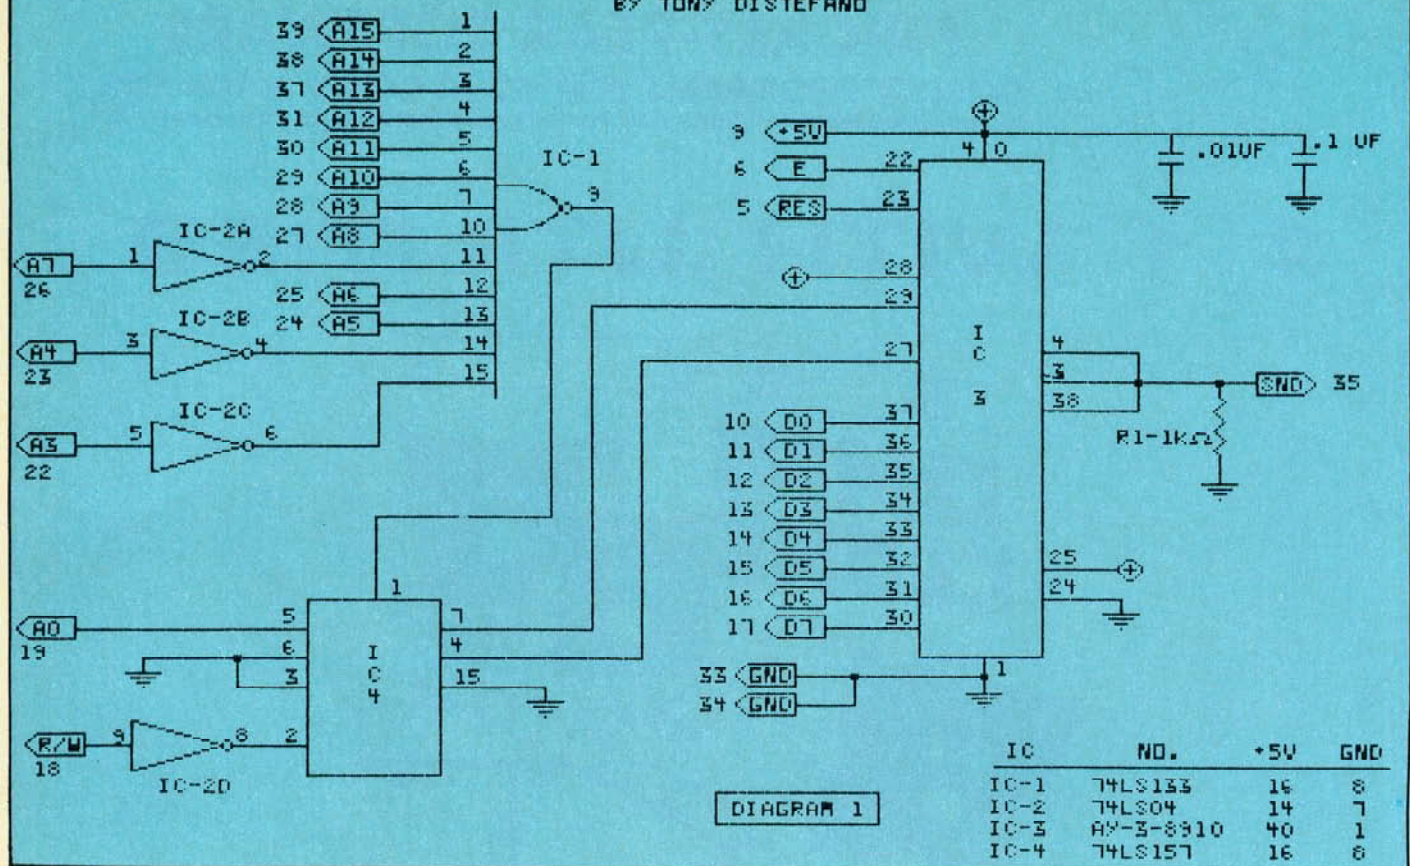 BY TONY DISTEFANO
39 A15 1
38 A14 2
37 A13 3
31 A12 4
30 A11 5
29 A10 6
28 A9 7
27 A8 10
IC-1
9
IC-2A
A7 1 2 11
26
25 A6 12
24 A5 13
IC-2B
A4 3 4 14
23
15
IC-2C
A3 5 6
22
1
A0 5 7
19
6 4
3 15
IC
4
R/W 9 8 2
18
IC-2D
9 +5V 40
6 E 22
5 RES 23
28
29
27
IC
3
10 D0 37
11 D1 36
12 D2 35
13 D3 34
14 D4 33
15 D5 32
16 D6 31
17 D7 30
33 GND 1
34 GND
.01UF
.1 UF
4
3
38
SND 35
R1-1KΩ
25
24
DIAGRAM 1
IC NO. +5V GND
IC-1 74LS133 16 8
IC-2 74LS04 14 7
IC-3 AY-3-8910 40 1
IC-4 74LS157 16 8